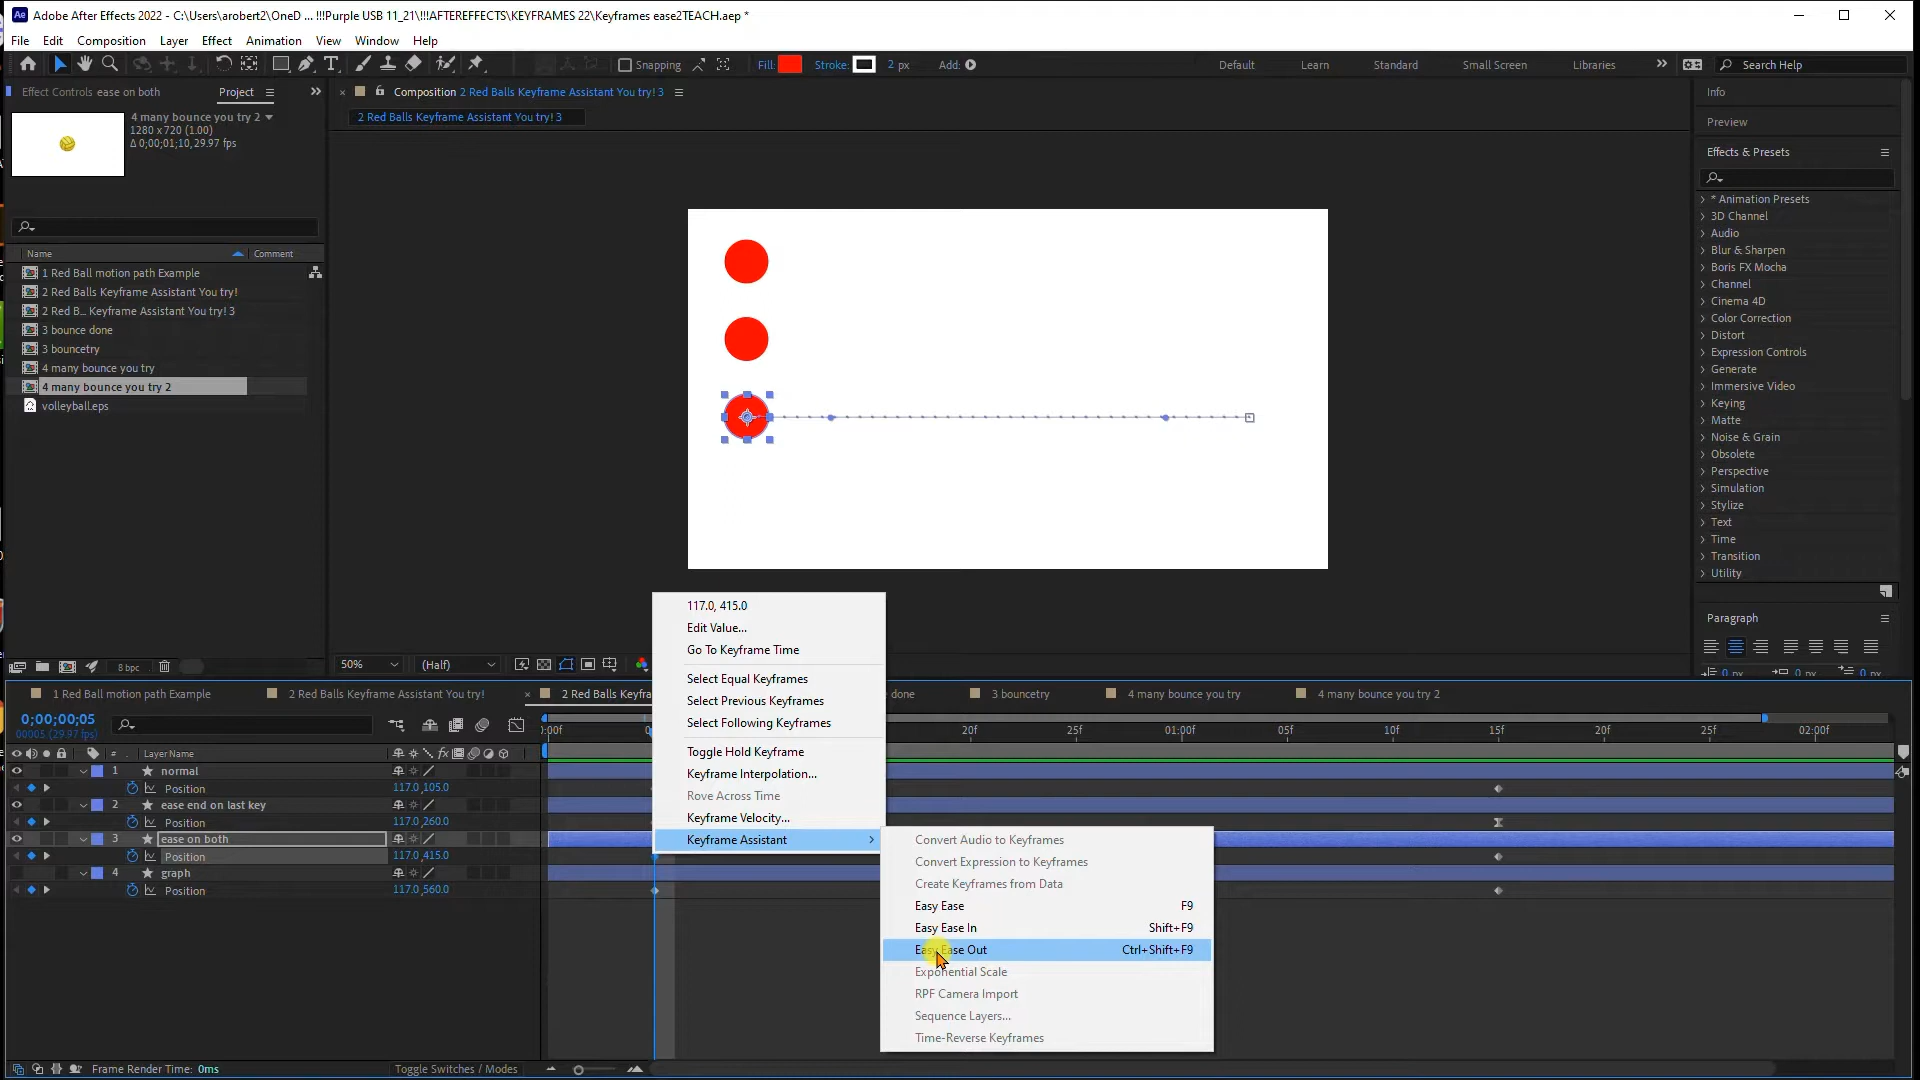 Ae Adobe After Effects 2022 - C:\Users\arobert2\OneD ... !!!Purple USB 11_21\!!!AFTEREFFECTS\KEYFRAMES 22\Keyframes ease2TEACH.aep *
File Edit Composition Layer Effect Animation View Window Help
Snapping Fill: Stroke: 2 px Add: Default Learn Standard Small Screen Libraries Search Help
Effect Controls ease on both Project
Composition 2 Red Balls Keyframe Assistant You try! 3
2 Red Balls Keyframe Assistant You try! 3
4 many bounce you try 2
1280 x 720 (1.00)
Δ 0;00;01;10, 29.97 fps
Name Comment
1 Red Ball motion path Example
2 Red Balls Keyframe Assistant You try!
2 Red B... Keyframe Assistant You try! 3
3 bounce done
3 bouncetry
4 many bounce you try
4 many bounce you try 2
volleyball.eps
8 bpc
50% (Half)
Info
Preview
Effects & Presets
* Animation Presets
3D Channel
Audio
Blur & Sharpen
Boris FX Mocha
Channel
Cinema 4D
Color Correction
Distort
Expression Controls
Generate
Immersive Video
Keying
Matte
Noise & Grain
Obsolete
Perspective
Simulation
Stylize
Text
Time
Transition
Utility
Paragraph
0 px 0 px 0 px
1 Red Ball motion path Example 2 Red Balls Keyframe Assistant You try! 2 Red Balls Keyfra done 3 bouncetry 4 many bounce you try 4 many bounce you try 2
0;00;00;05
00005 (29.97 fps)
:00f 0 20f 25f 01:00f 05f 10f 15f 20f 25f 02:00f
# Layer Name fx
1 normal
Position 117.0,105.0
2 ease end on last key
Position 117.0,260.0
3 ease on both
Position 117.0,415.0
4 graph
Position 117.0,560.0
117.0, 415.0
Edit Value...
Go To Keyframe Time
Select Equal Keyframes
Select Previous Keyframes
Select Following Keyframes
Toggle Hold Keyframe
Keyframe Interpolation...
Rove Across Time
Keyframe Velocity...
Keyframe Assistant
Convert Audio to Keyframes
Convert Expression to Keyframes
Create Keyframes from Data
Easy Ease F9
Easy Ease In Shift+F9
Easy Ease Out Ctrl+Shift+F9
Exponential Scale
RPF Camera Import
Sequence Layers...
Time-Reverse Keyframes
Frame Render Time: 0ms Toggle Switches / Modes